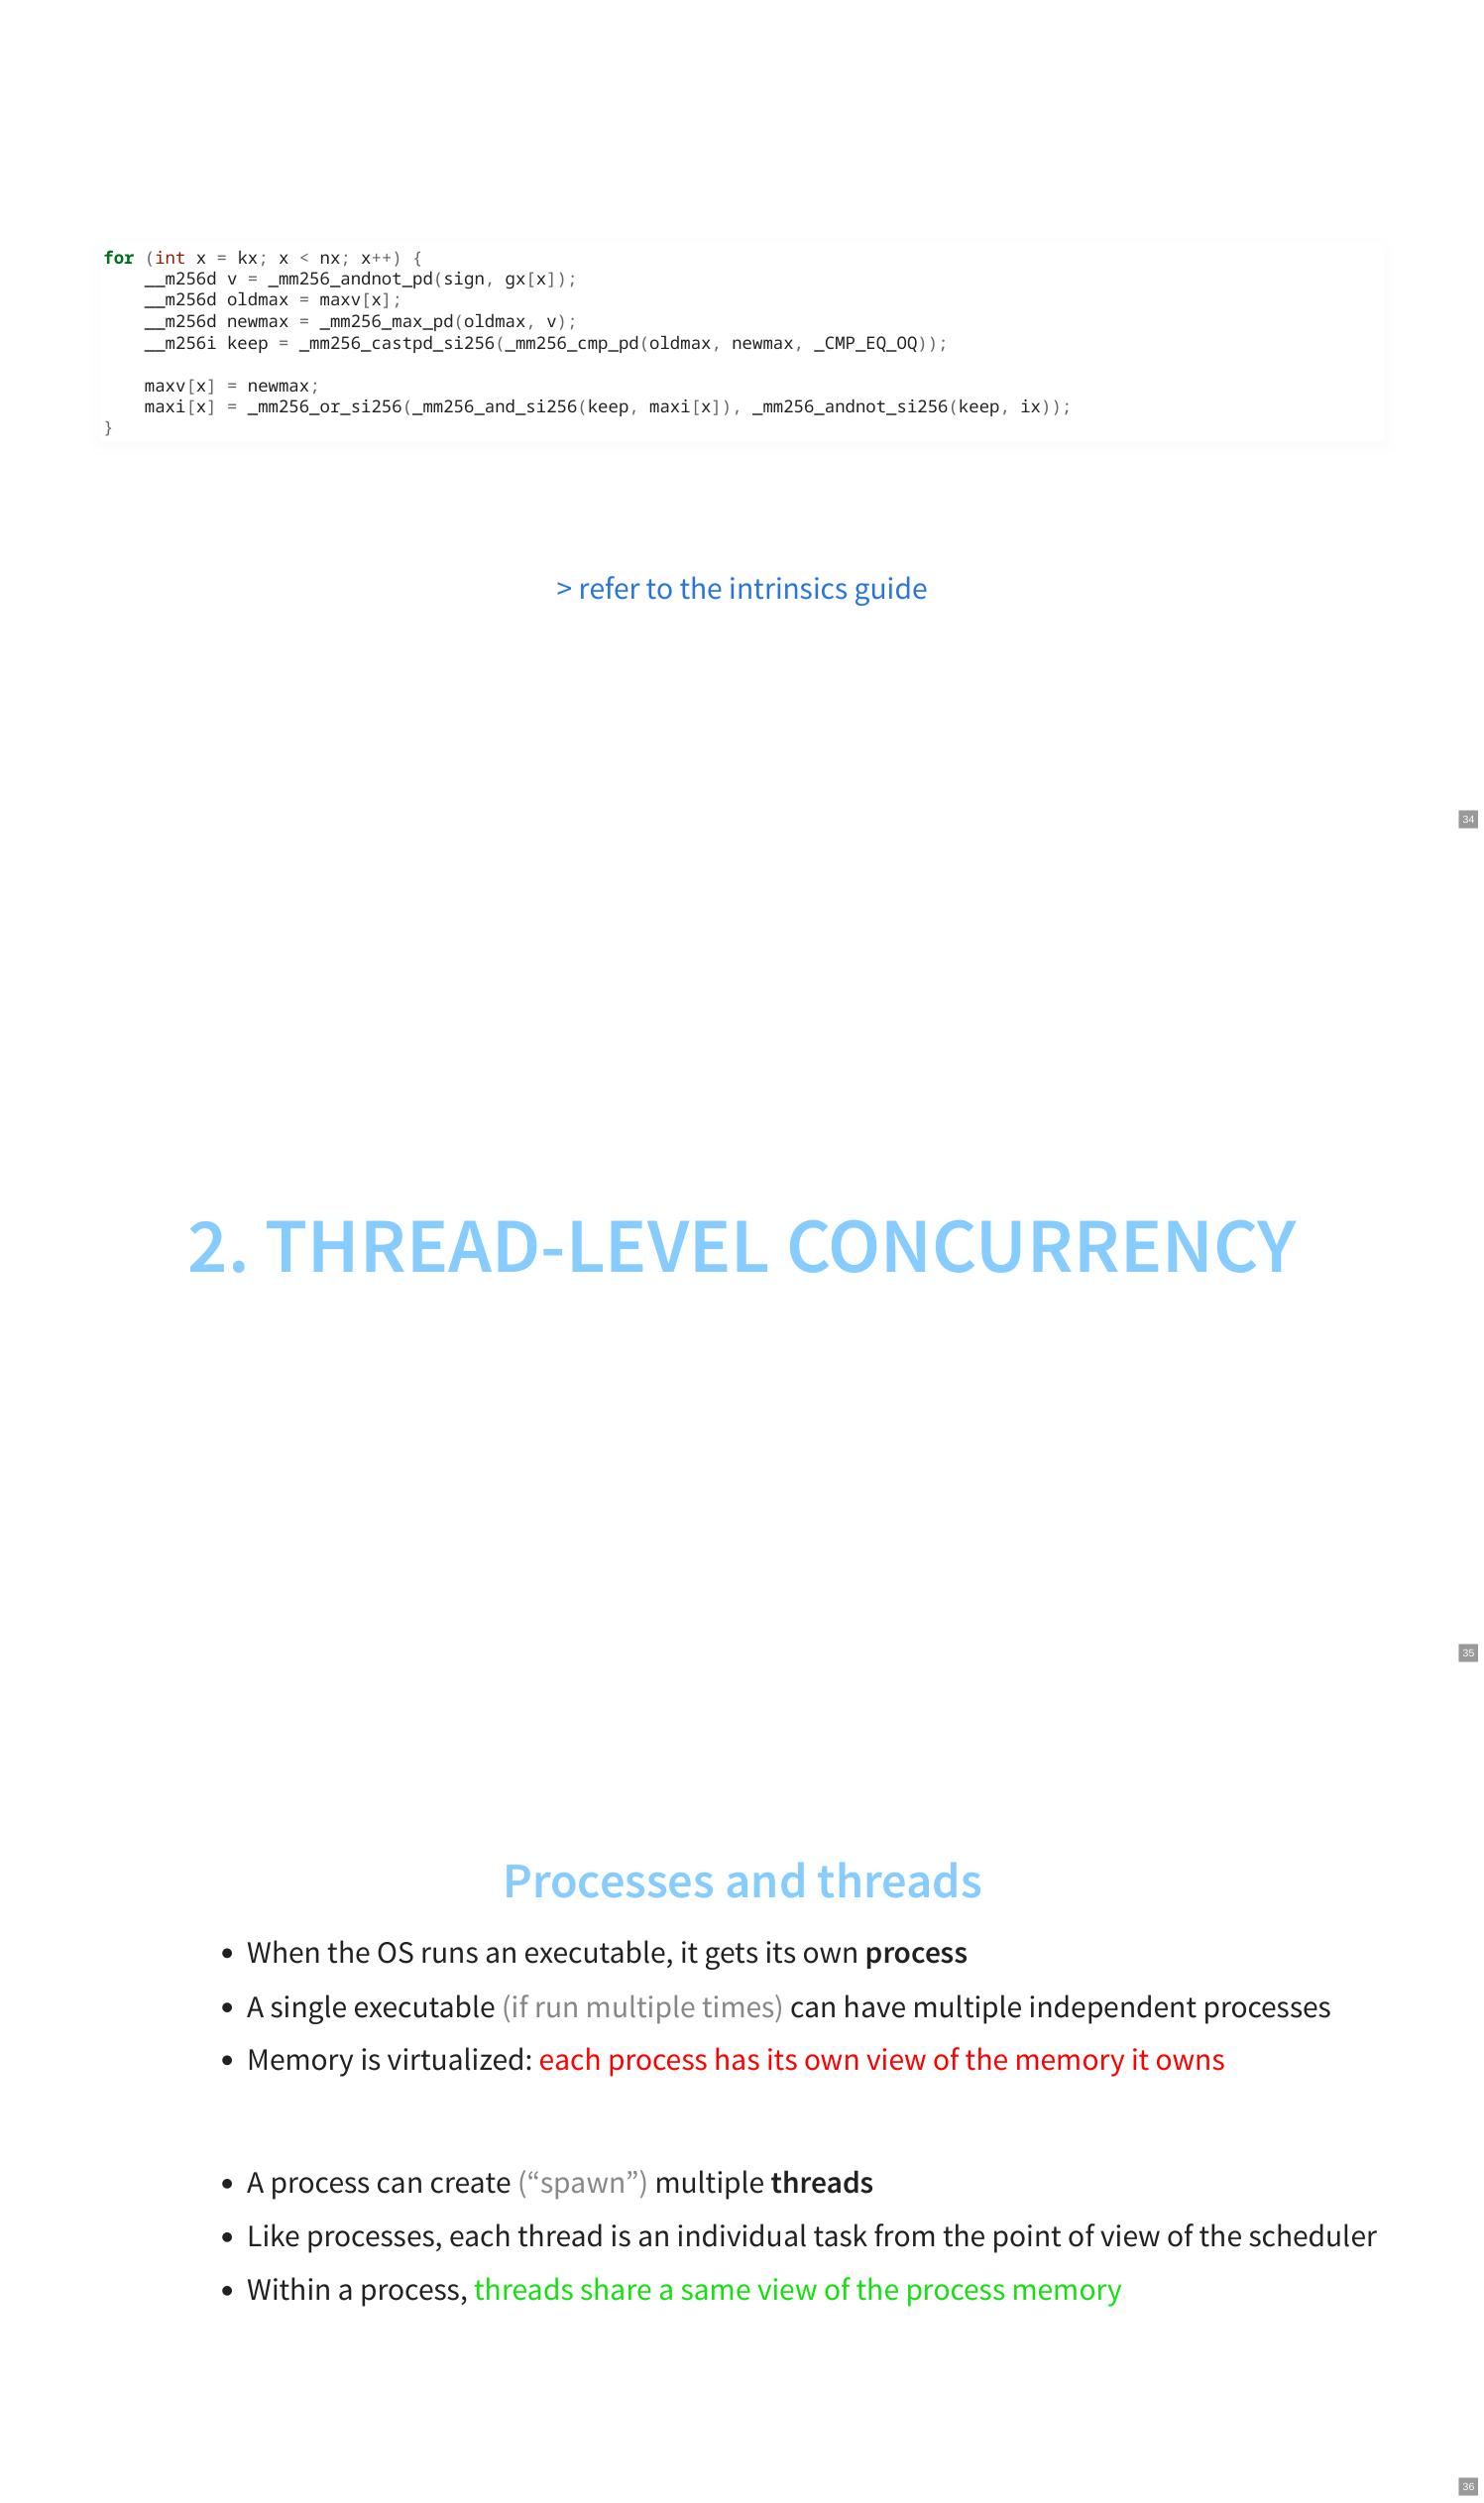 for (int x = kx; x < nx; x++) {
    __m256d v = _mm256_andnot_pd(sign, gx[x]);
    __m256d oldmax = maxv[x];
    __m256d newmax = _mm256_max_pd(oldmax, v);
    __m256i keep = _mm256_castpd_si256(_mm256_cmp_pd(oldmax, newmax, _CMP_EQ_OQ));
    maxv[x] = newmax;
    maxi[x] = _mm256_or_si256(_mm256_and_si256(keep, maxi[x]), _mm256_andnot_si256(keep, ix));
}
> refer to the intrinsics guide
34
2. THREAD-LEVEL CONCURRENCY
35
Processes and threads
• When the OS runs an executable, it gets its own process
• A single executable (if run multiple times) can have multiple independent processes
• Memory is virtualized: each process has its own view of the memory it owns
• A process can create (“spawn”) multiple threads
• Like processes, each thread is an individual task from the point of view of the scheduler
• Within a process, threads share a same view of the process memory
36